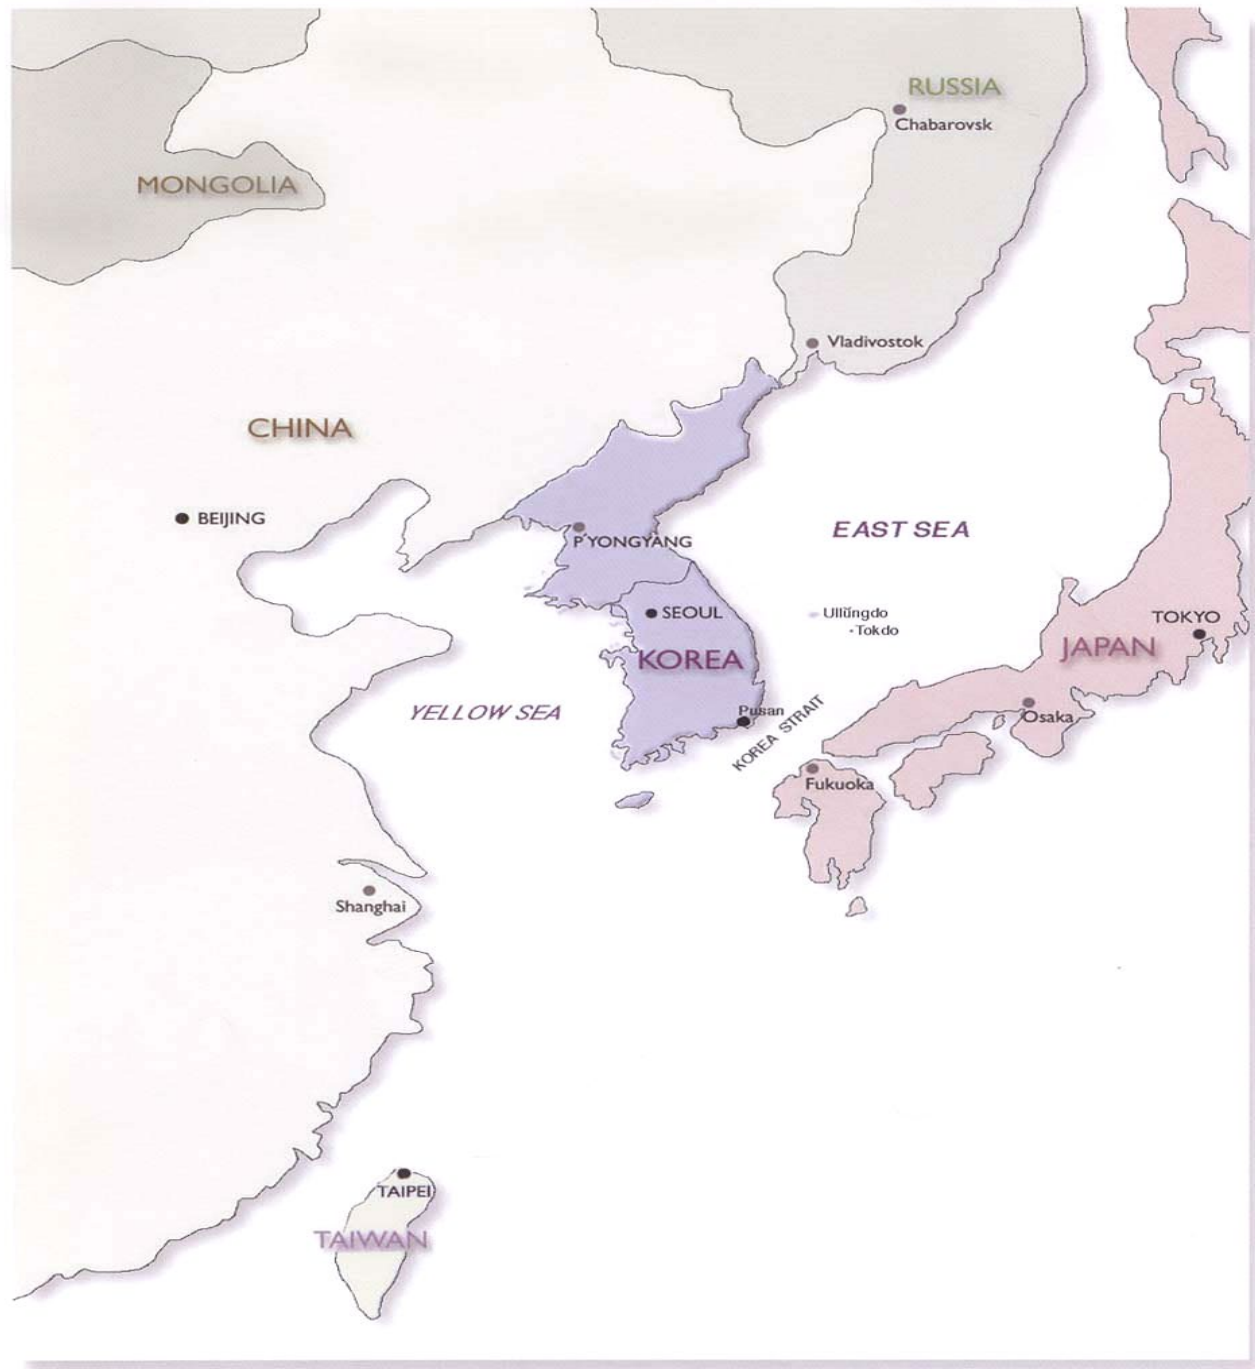 RUSSIA
Chabarovsk
MONGOLIA
Vladivostok
CHINA
BEIJING
EAST SEA
P'YONGYANG
SEOUL
Ullŭngdo
Tokdo
TOKYO
KOREA
JAPAN
YELLOW SEA
Pusan
KOREA STRAIT
Osaka
Fukuoka
Shanghai
TAIPEI
TAIWAN